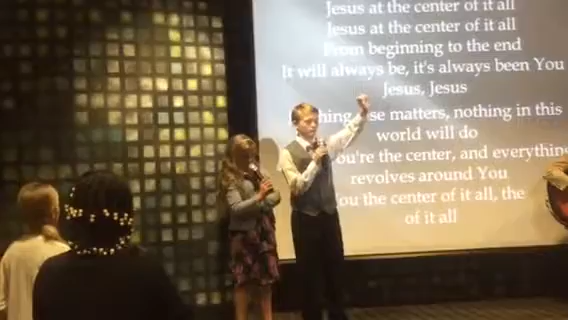 Jesus at the center of it all
Jesus at the center of it all
From beginning to the end
It will always be, it's always been You
Jesus, Jesus
matters, nothing in this
world will do
You're the center, and everything
revolves around You
You the center of it all, the
of it all